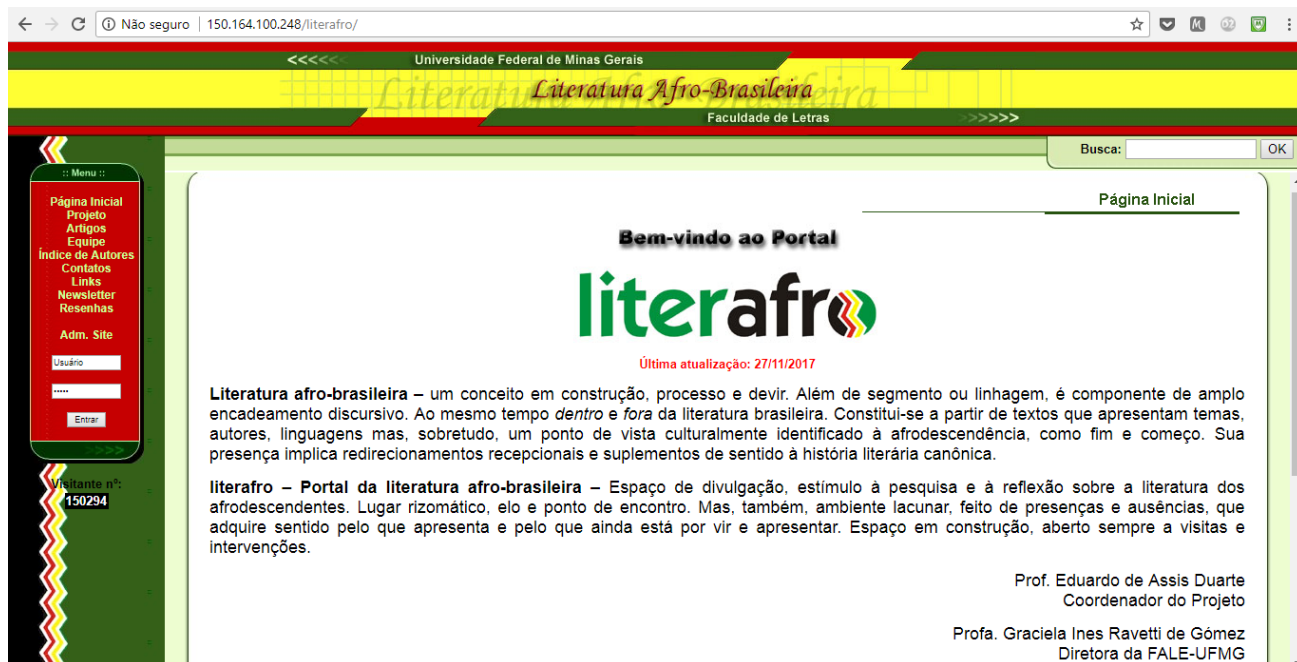 Não seguro | 150.164.100.248/literafro/
<<<<<< Universidade Federal de Minas Gerais
Literatura Afro-Brasileira
Literatura Afro-Brasileira
Faculdade de Letras >>>>>>
Busca: OK
:: Menu ::
Página Inicial
Projeto
Artigos
Equipe
Índice de Autores
Contatos
Links
Newsletter
Resenhas
Adm. Site
Usuário
•••••
Entrar
>>>>
Visitante nº:
150294
Página Inicial
Bem-vindo ao Portal
literafro
Última atualização: 27/11/2017
Literatura afro-brasileira – um conceito em construção, processo e devir. Além de segmento ou linhagem, é componente de amplo
encadeamento discursivo. Ao mesmo tempo dentro e fora da literatura brasileira. Constitui-se a partir de textos que apresentam temas,
autores, linguagens mas, sobretudo, um ponto de vista culturalmente identificado à afrodescendência, como fim e começo. Sua
presença implica redirecionamentos recepcionais e suplementos de sentido à história literária canônica.
literafro – Portal da literatura afro-brasileira – Espaço de divulgação, estímulo à pesquisa e à reflexão sobre a literatura dos
afrodescendentes. Lugar rizomático, elo e ponto de encontro. Mas, também, ambiente lacunar, feito de presenças e ausências, que
adquire sentido pelo que apresenta e pelo que ainda está por vir e apresentar. Espaço em construção, aberto sempre a visitas e
intervenções.
Prof. Eduardo de Assis Duarte
Coordenador do Projeto
Profa. Graciela Ines Ravetti de Gómez
Diretora da FALE-UFMG